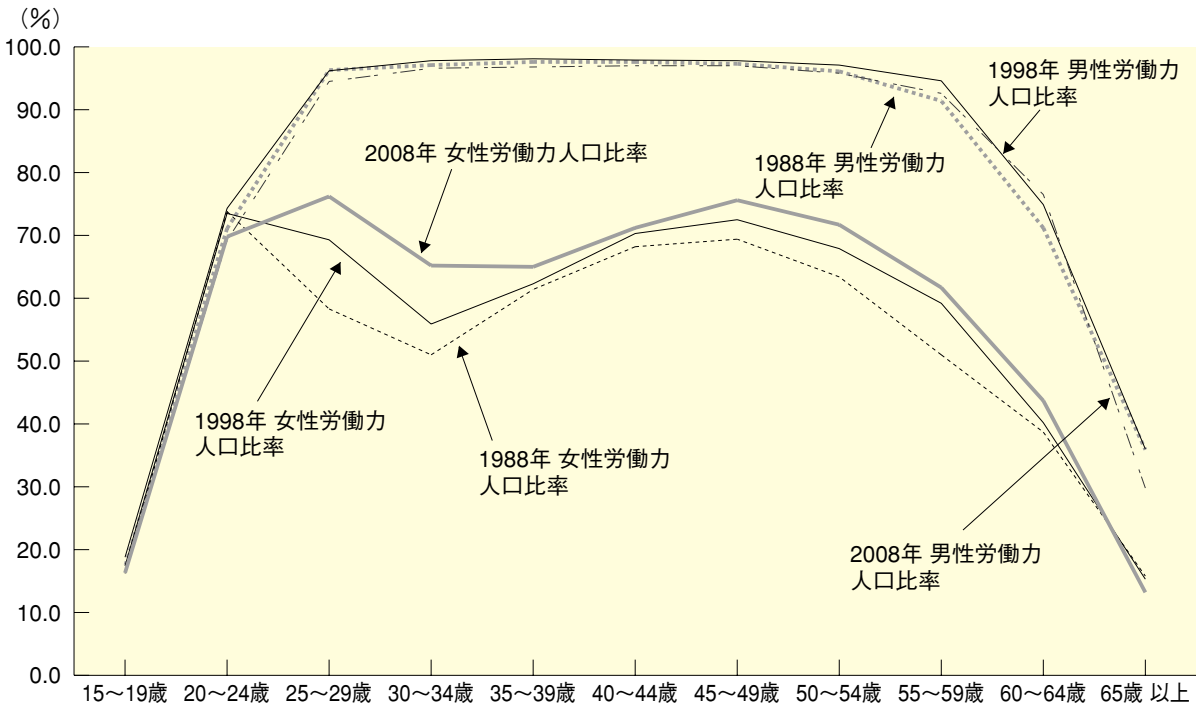 （％）
100.0
90.0
80.0
70.0
60.0
50.0
40.0
30.0
20.0
10.0
0.0
1998年 男性労働力
人口比率
2008年 女性労働力人口比率
1988年 男性労働力
人口比率
1998年 女性労働力
人口比率
1988年 女性労働力
人口比率
2008年 男性労働力
人口比率
15～19歳 20～24歳 25～29歳 30～34歳 35～39歳 40～44歳 45～49歳 50～54歳 55～59歳 60～64歳 65歳 以上